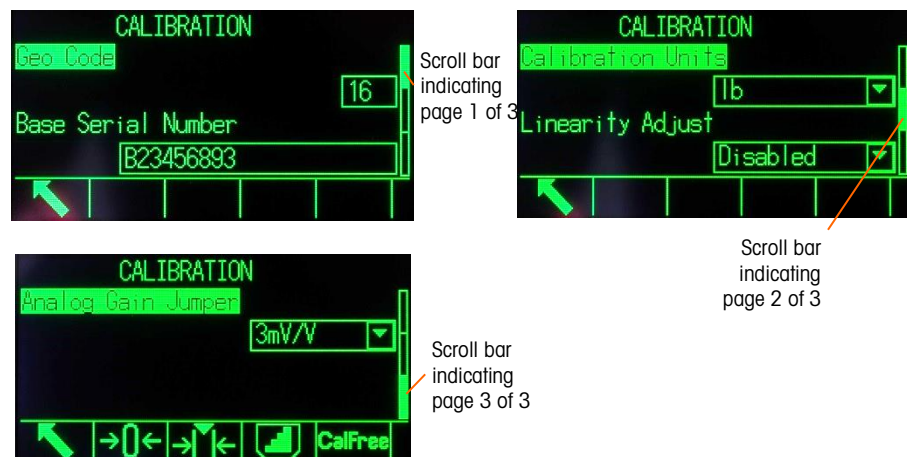 CALIBRATION
Geo Code
16
Base Serial Number
B23456893
Scroll bar
indicating
page 1 of 3
CALIBRATION
Calibration Units
lb
Linearity Adjust
Disabled
Scroll bar
indicating
page 2 of 3
CALIBRATION
Analog Gain Jumper
3mV/V
→0← →←
CalFree
Scroll bar
indicating
page 3 of 3